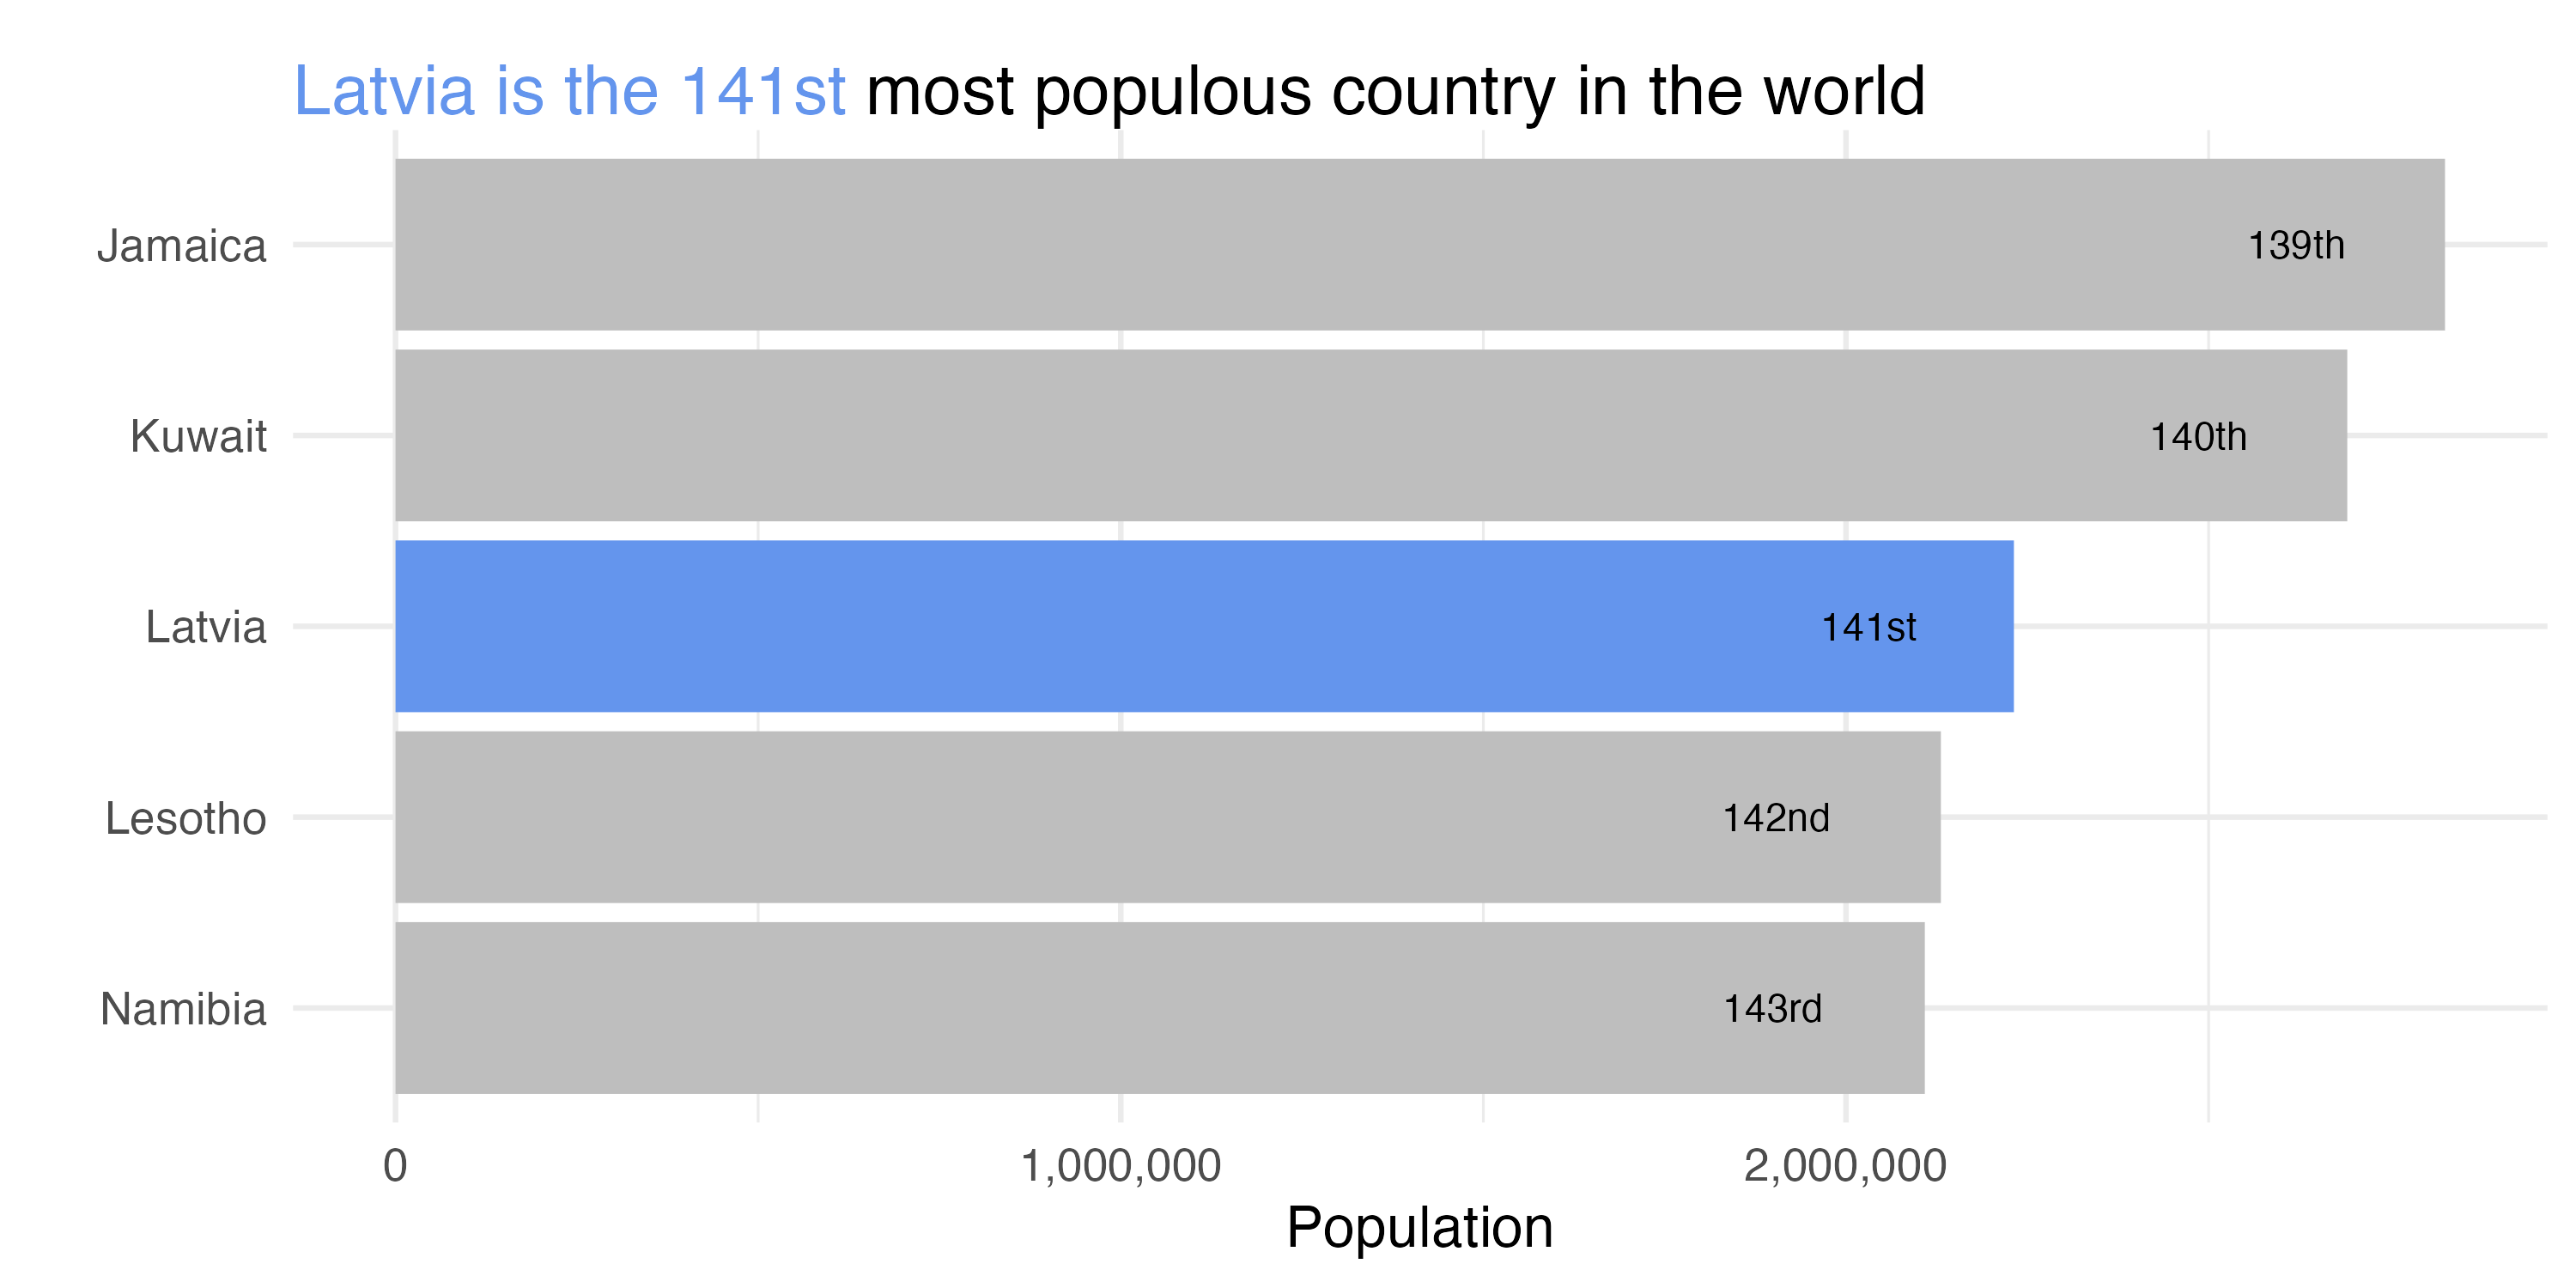 Latvia is the 141st most populous country in the world
Jamaica 139th
Kuwait 140th
Latvia 141st
Lesotho 142nd
Namibia 143rd
0 1,000,000 2,000,000
Population